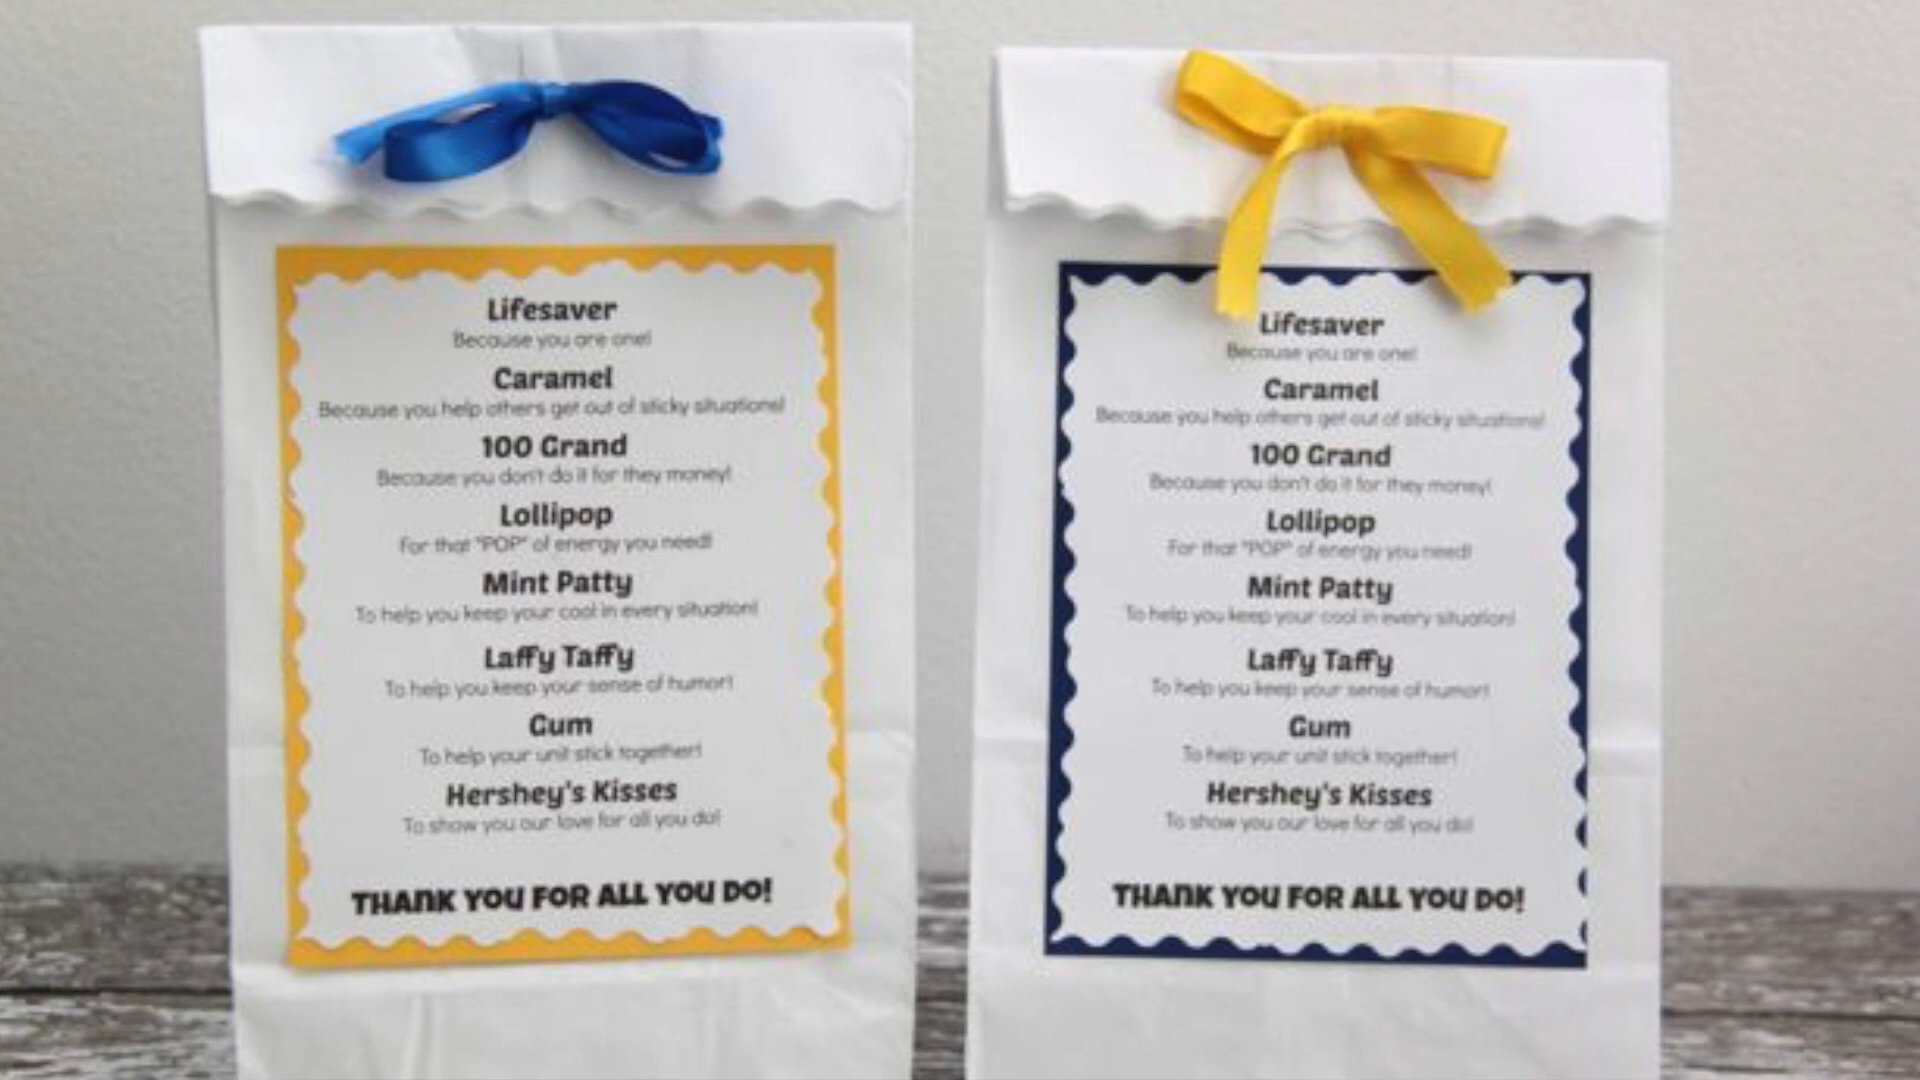 Lifesaver
Because you are one!
Caramel
Because you help others get out of sticky situations!
100 Grand
Because you don't do it for they money!
Lollipop
For that "POP" of energy you need!
Mint Patty
To help you keep your cool in every situation!
Laffy Taffy
To help you keep your sense of humor!
Gum
To help your unit stick together!
Hershey's Kisses
To show you our love for all you do!
THANK YOU FOR ALL YOU DO!
Lifesaver
Because you are one!
Caramel
Because you help others get out of sticky situations!
100 Grand
Because you don't do it for they money!
Lollipop
For that "POP" of energy you need!
Mint Patty
To help you keep your cool in every situation!
Laffy Taffy
To help you keep your sense of humor!
Gum
To help your unit stick together!
Hershey's Kisses
To show you our love for all you do!
THANK YOU FOR ALL YOU DO!